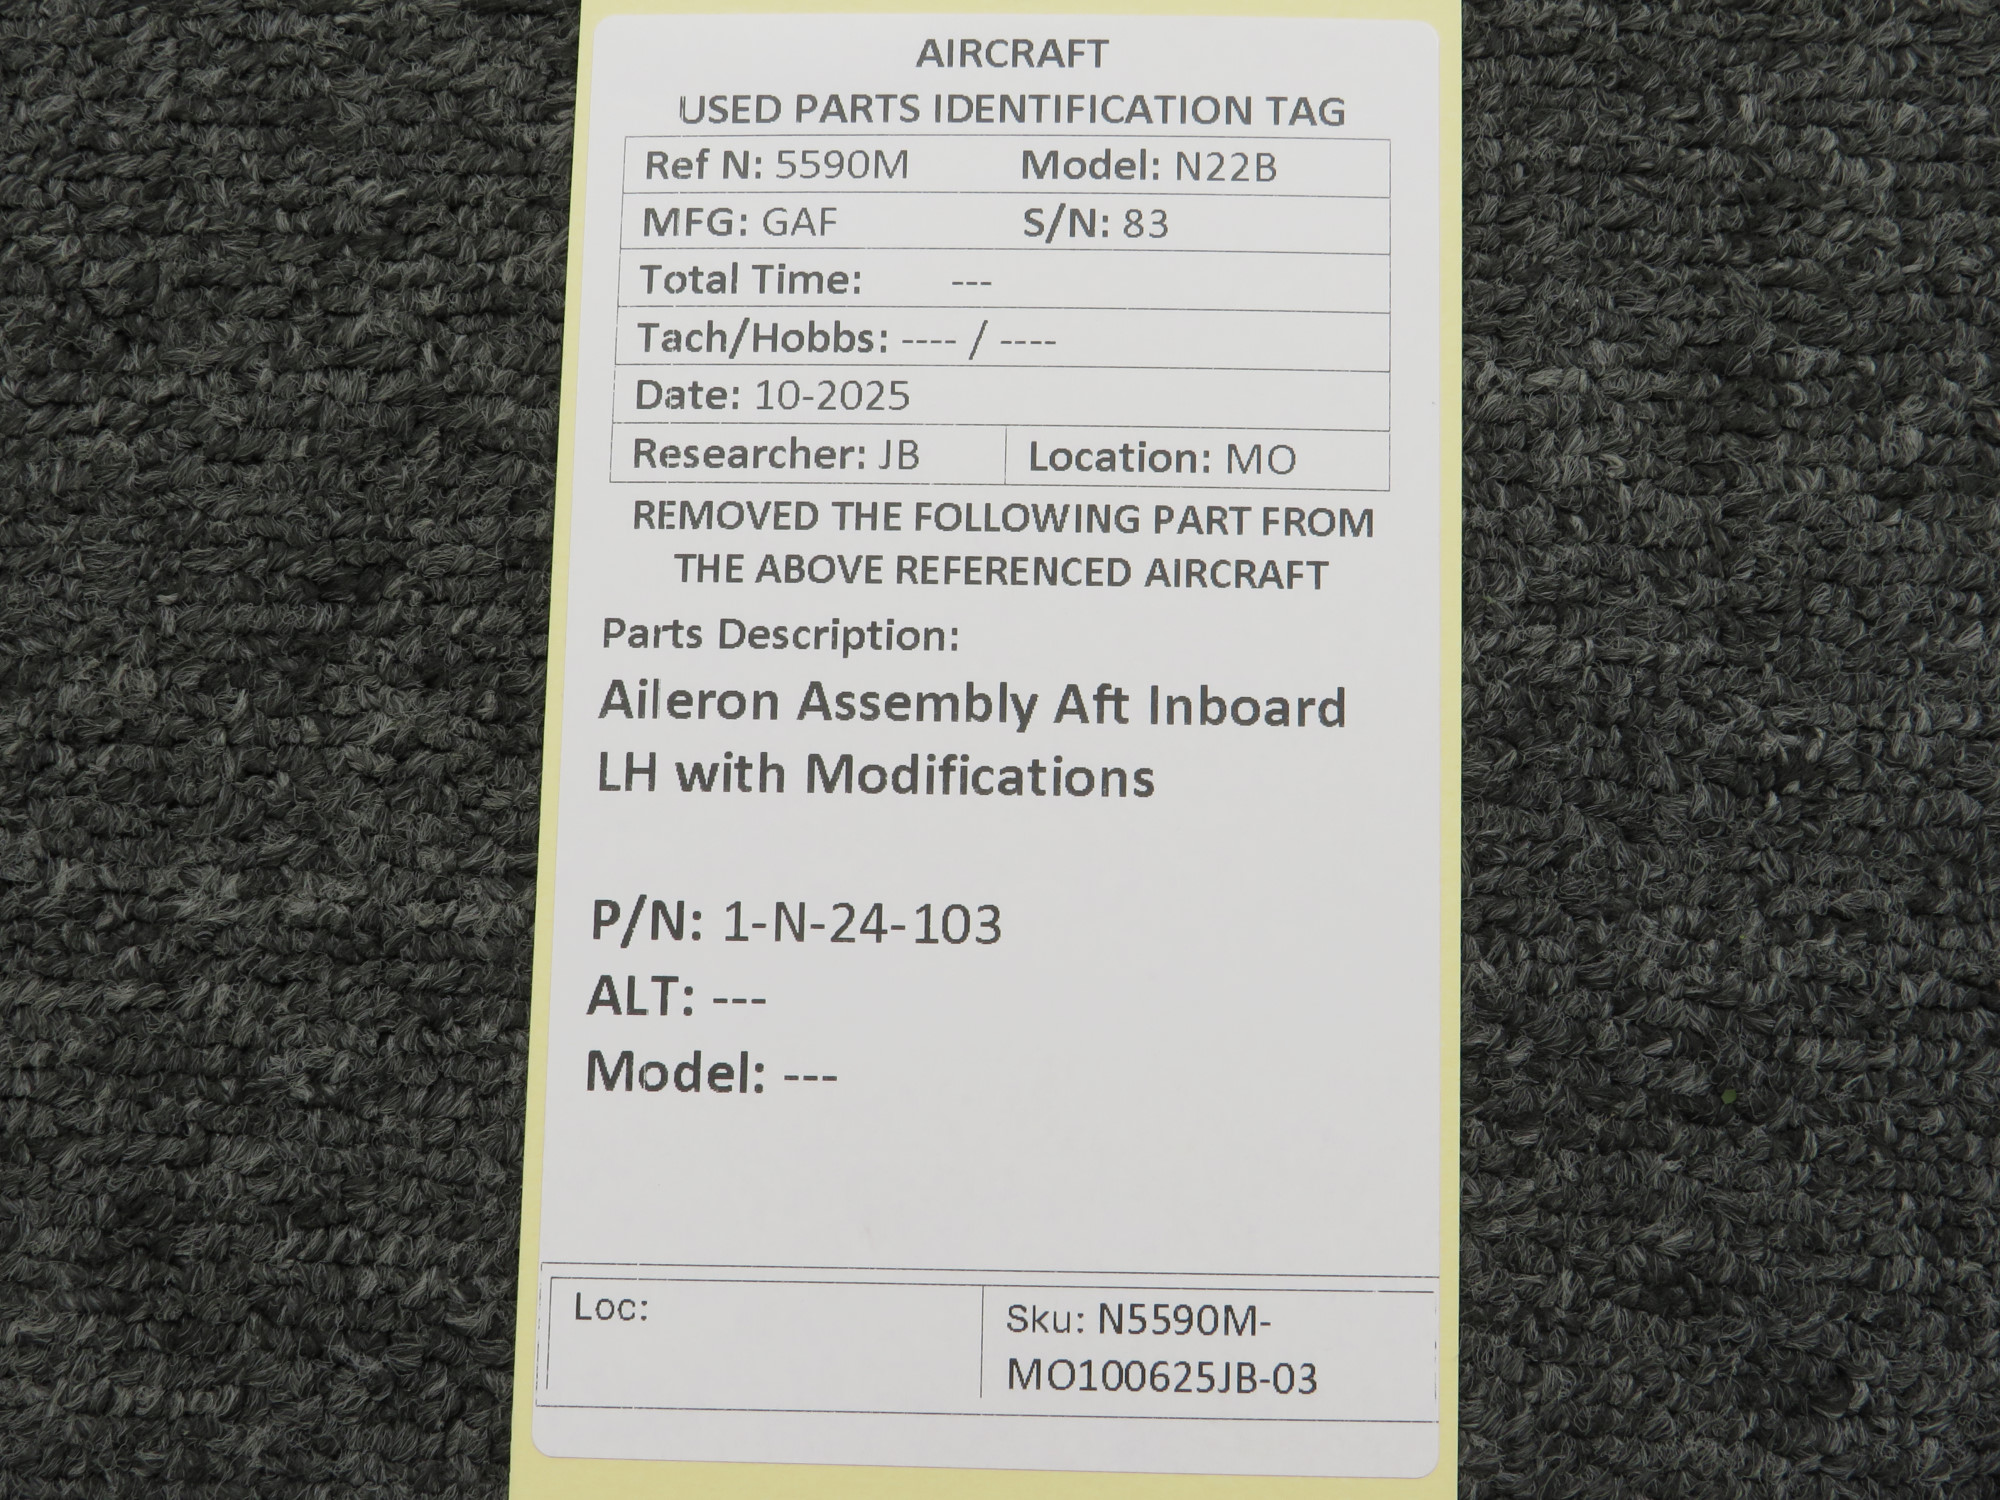 AIRCRAFT
USED PARTS IDENTIFICATION TAG
Ref N: 5590M Model: N22B
MFG: GAF S/N: 83
Total Time: ---
Tach/Hobbs: ---- / ----
Date: 10-2025
Researcher: JB Location: MO
REMOVED THE FOLLOWING PART FROM
THE ABOVE REFERENCED AIRCRAFT
Parts Description:
Aileron Assembly Aft Inboard
LH with Modifications
P/N: 1-N-24-103
ALT: ---
Model: ---
Loc:
Sku: N5590M-
MO100625JB-03